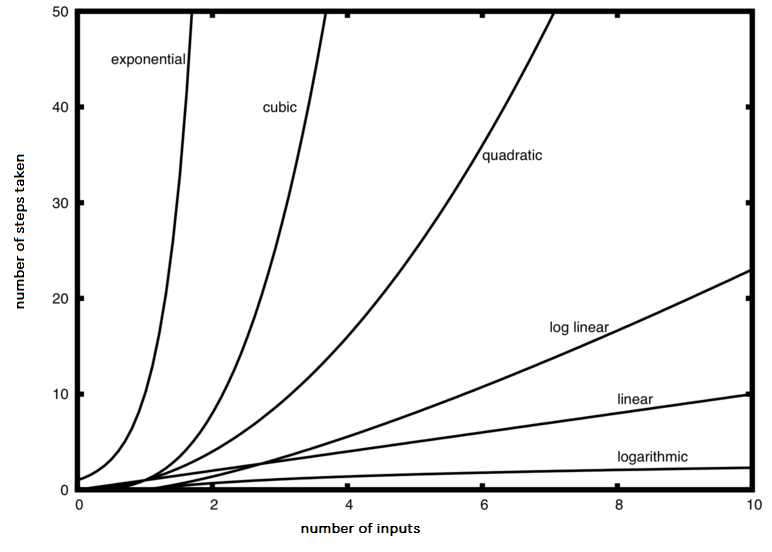 50
exponential
40
cubic
quadratic
30
number of steps taken
20
log linear
10
linear
logarithmic
0
0 2 4 6 8 10
number of inputs